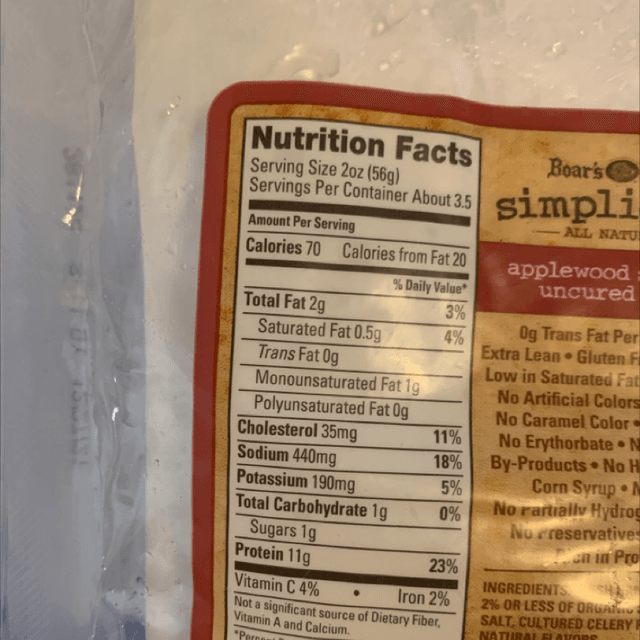 Nutrition Facts
Serving Size 2oz (56g)
Servings Per Container About 3.5
Amount Per Serving
Calories 70 Calories from Fat 20
% Daily Value*
Total Fat 2g 3%
Saturated Fat 0.5g 4%
Trans Fat 0g
Monounsaturated Fat 1g
Polyunsaturated Fat 0g
Cholesterol 35mg 11%
Sodium 440mg 18%
Potassium 190mg 5%
Total Carbohydrate 1g 0%
Sugars 1g
Protein 11g 23%
Vitamin C 4% • Iron 2%
Not a significant source of Dietary Fiber,
Vitamin A and Calcium.
Boar's
simpli
ALL NATU
applewood
uncured
0g Trans Fat Per
Extra Lean • Gluten F
Low in Saturated Fat
No Artificial Colors
No Caramel Color •
No Erythorbate • N
By-Products • No H
Corn Syrup •
No Partially Hydrog
No Preservatives
in Pro
INGREDIENTS
2% OR LESS OF
SALT, CULTURED CELERY